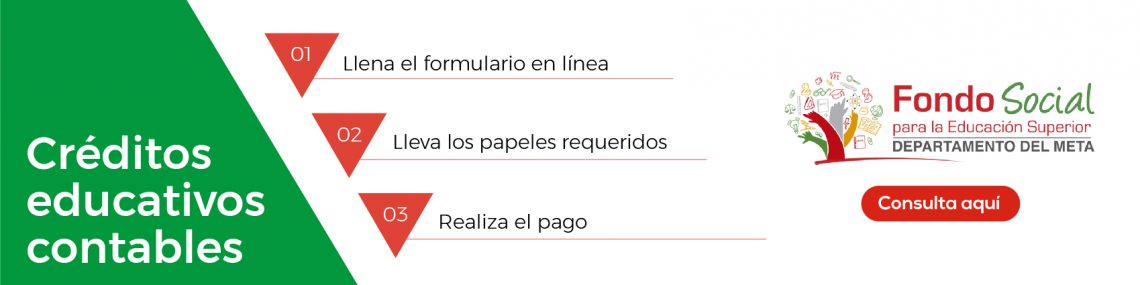 Créditos
educativos
contables
01
Llena el formulario en línea
02
Lleva los papeles requeridos
03
Realiza el pago
Fondo Social
para la Educación Superior
DEPARTAMENTO DEL META
Consulta aquí